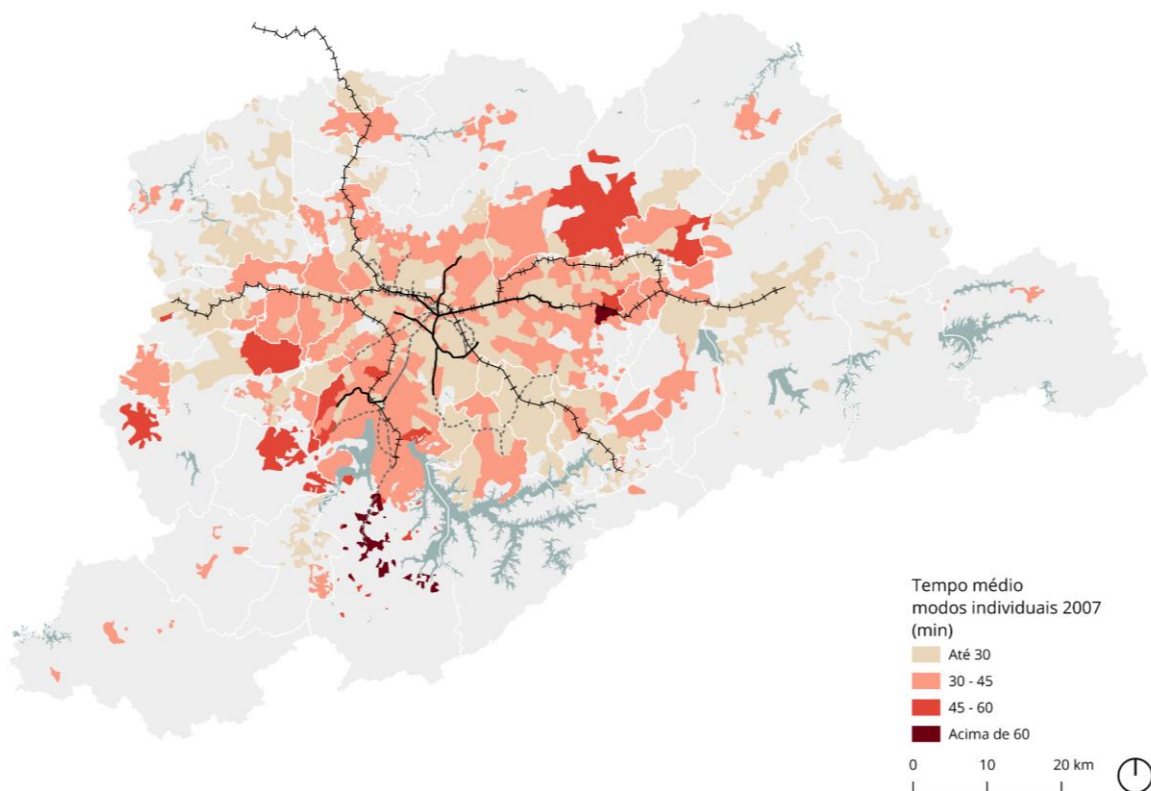 Tempo médio
modos individuais 2007
(min)
Até 30
30 - 45
45 - 60
Acima de 60
0 10 20 km